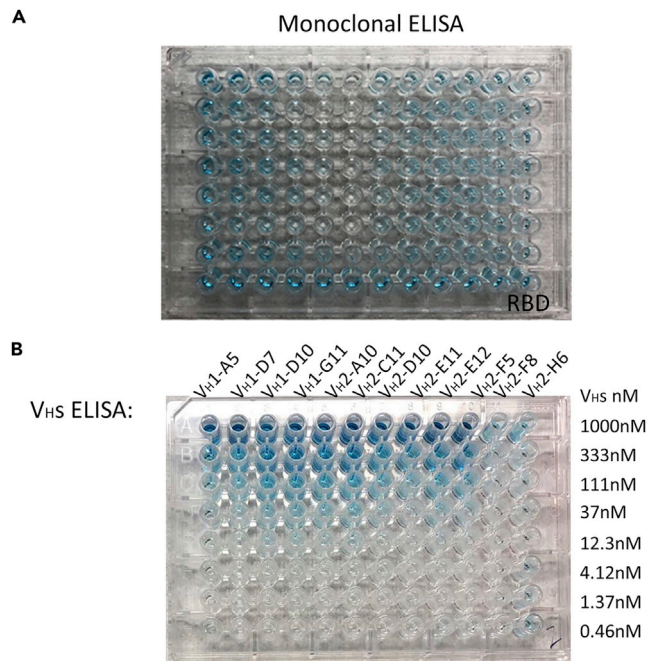 A
Monoclonal ELISA
RBD
B
VH1-A5
VH1-D7
VH1-D10
VH1-G11
VH2-A10
VH2-C11
VH2-D10
VH2-E11
VH2-E12
VH2-F5
VH2-F8
VH2-H6
VHs ELISA:
VHs nM
1000nM
333nM
111nM
37nM
12.3nM
4.12nM
1.37nM
0.46nM
A
B